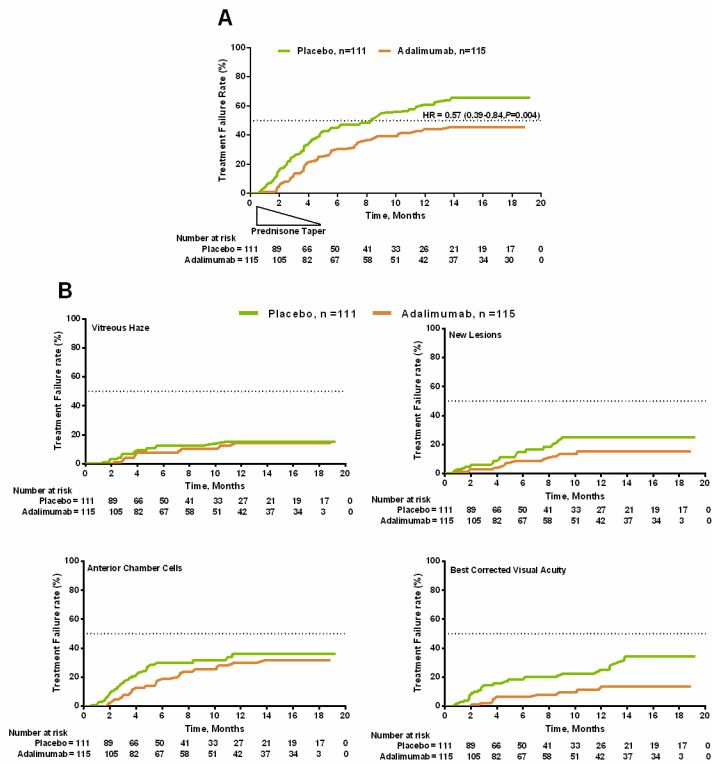 A
Placebo, n=111 Adalimumab, n=115
Treatment Failure Rate (%)
100
80
60
40
20
0
HR = 0.57 (0.39-0.84,P=0.004)
0 2 4 6 8 10 12 14 16 18 20
Time, Months
Prednisone Taper
Number at risk
Placebo = 111 89 66 50 41 33 26 21 19 17 0
Adalimumab = 115 105 82 67 58 51 42 37 34 30 0
B
Placebo, n =111 Adalimumab, n =115
Vitreous Haze
Treatment Failure rate (%)
100
80
60
40
20
0
0 2 4 6 8 10 12 14 16 18 20
Time, Months
Number at risk
Placebo = 111 89 66 50 41 33 27 21 19 17 0
Adalimumab = 115 105 82 67 58 51 42 37 34 3 0
New Lesions
Treatment Failure rate (%)
100
80
60
40
20
0
0 2 4 6 8 10 12 14 16 18 20
Time, Months
Number at risk
Placebo = 111 89 66 50 41 33 27 21 19 17 0
Adalimumab = 115 105 82 67 58 51 42 37 34 3 0
Anterior Chamber Cells
Treatment Failure rate (%)
100
80
60
40
20
0
0 2 4 6 8 10 12 14 16 18 20
Time, Months
Number at risk
Placebo = 111 89 66 50 41 33 27 21 19 17 0
Adalimumab = 115 105 82 67 58 51 42 37 34 3 0
Best Corrected Visual Acuity
Treatment Failure rate (%)
100
80
60
40
20
0
0 2 4 6 8 10 12 14 16 18 20
Time, Months
Number at risk
Placebo = 111 89 66 50 41 33 26 21 19 17 0
Adalimumab = 115 105 82 67 58 51 42 37 34 3 0